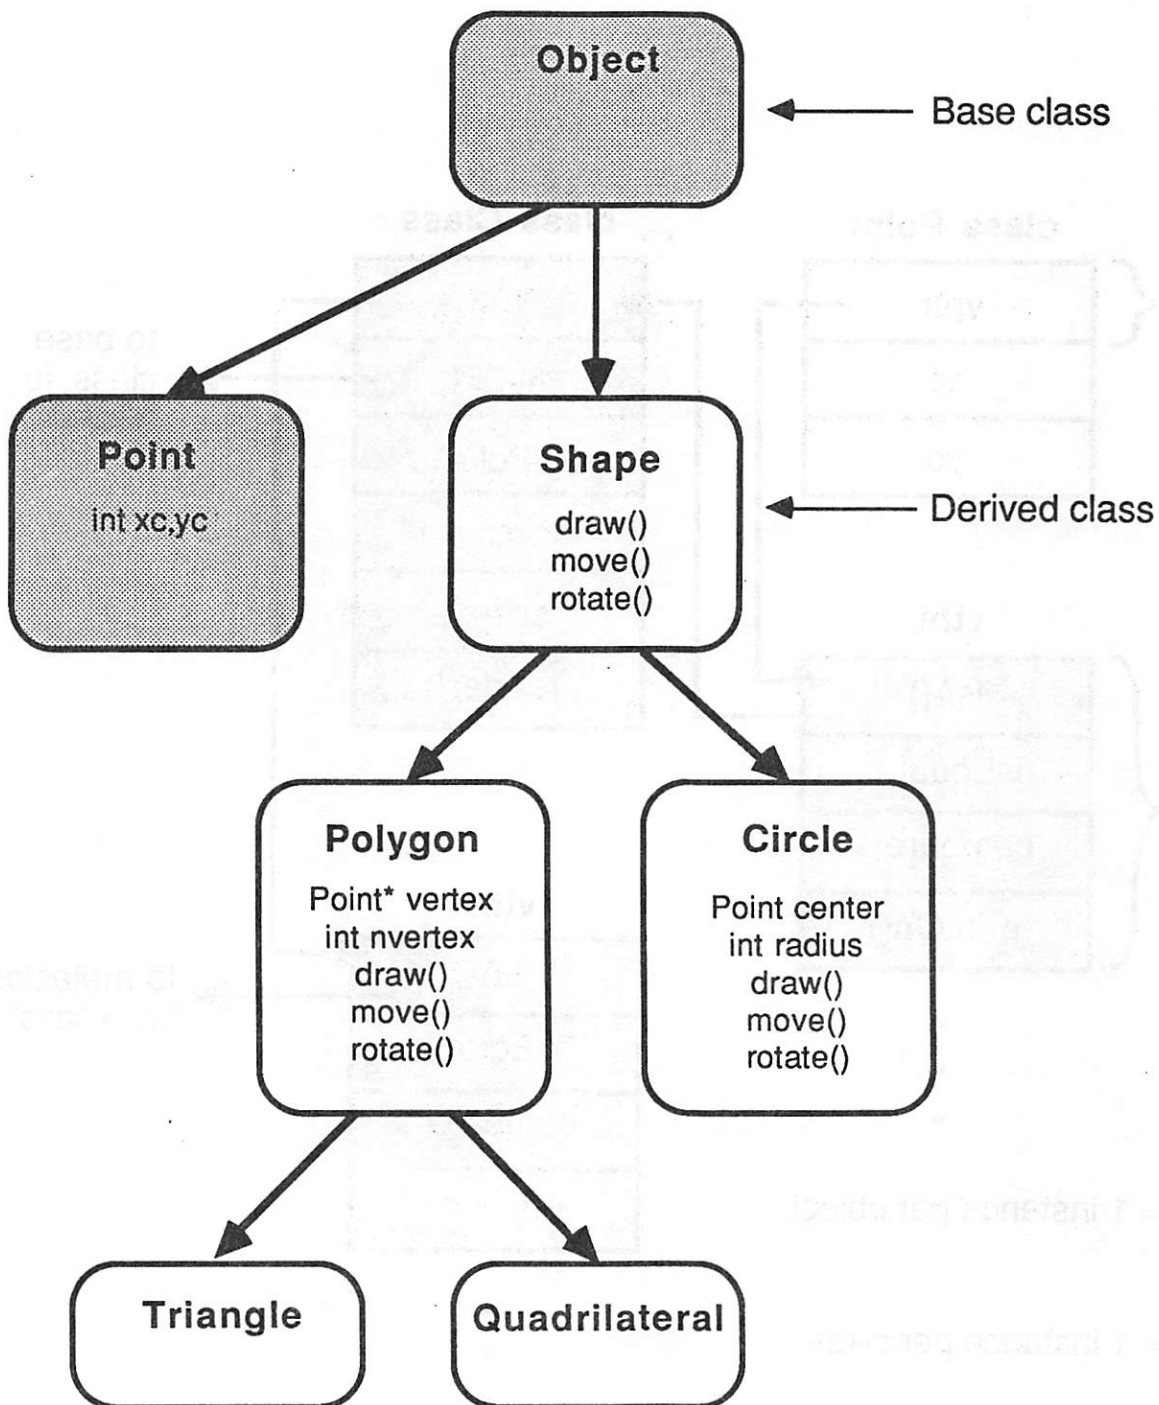 Object
Base class
Point
int xc,yc
Shape
draw()
move()
rotate()
Derived class
Polygon
Point* vertex
int nvertex
draw()
move()
rotate()
Circle
Point center
int radius
draw()
move()
rotate()
Triangle
Quadrilateral